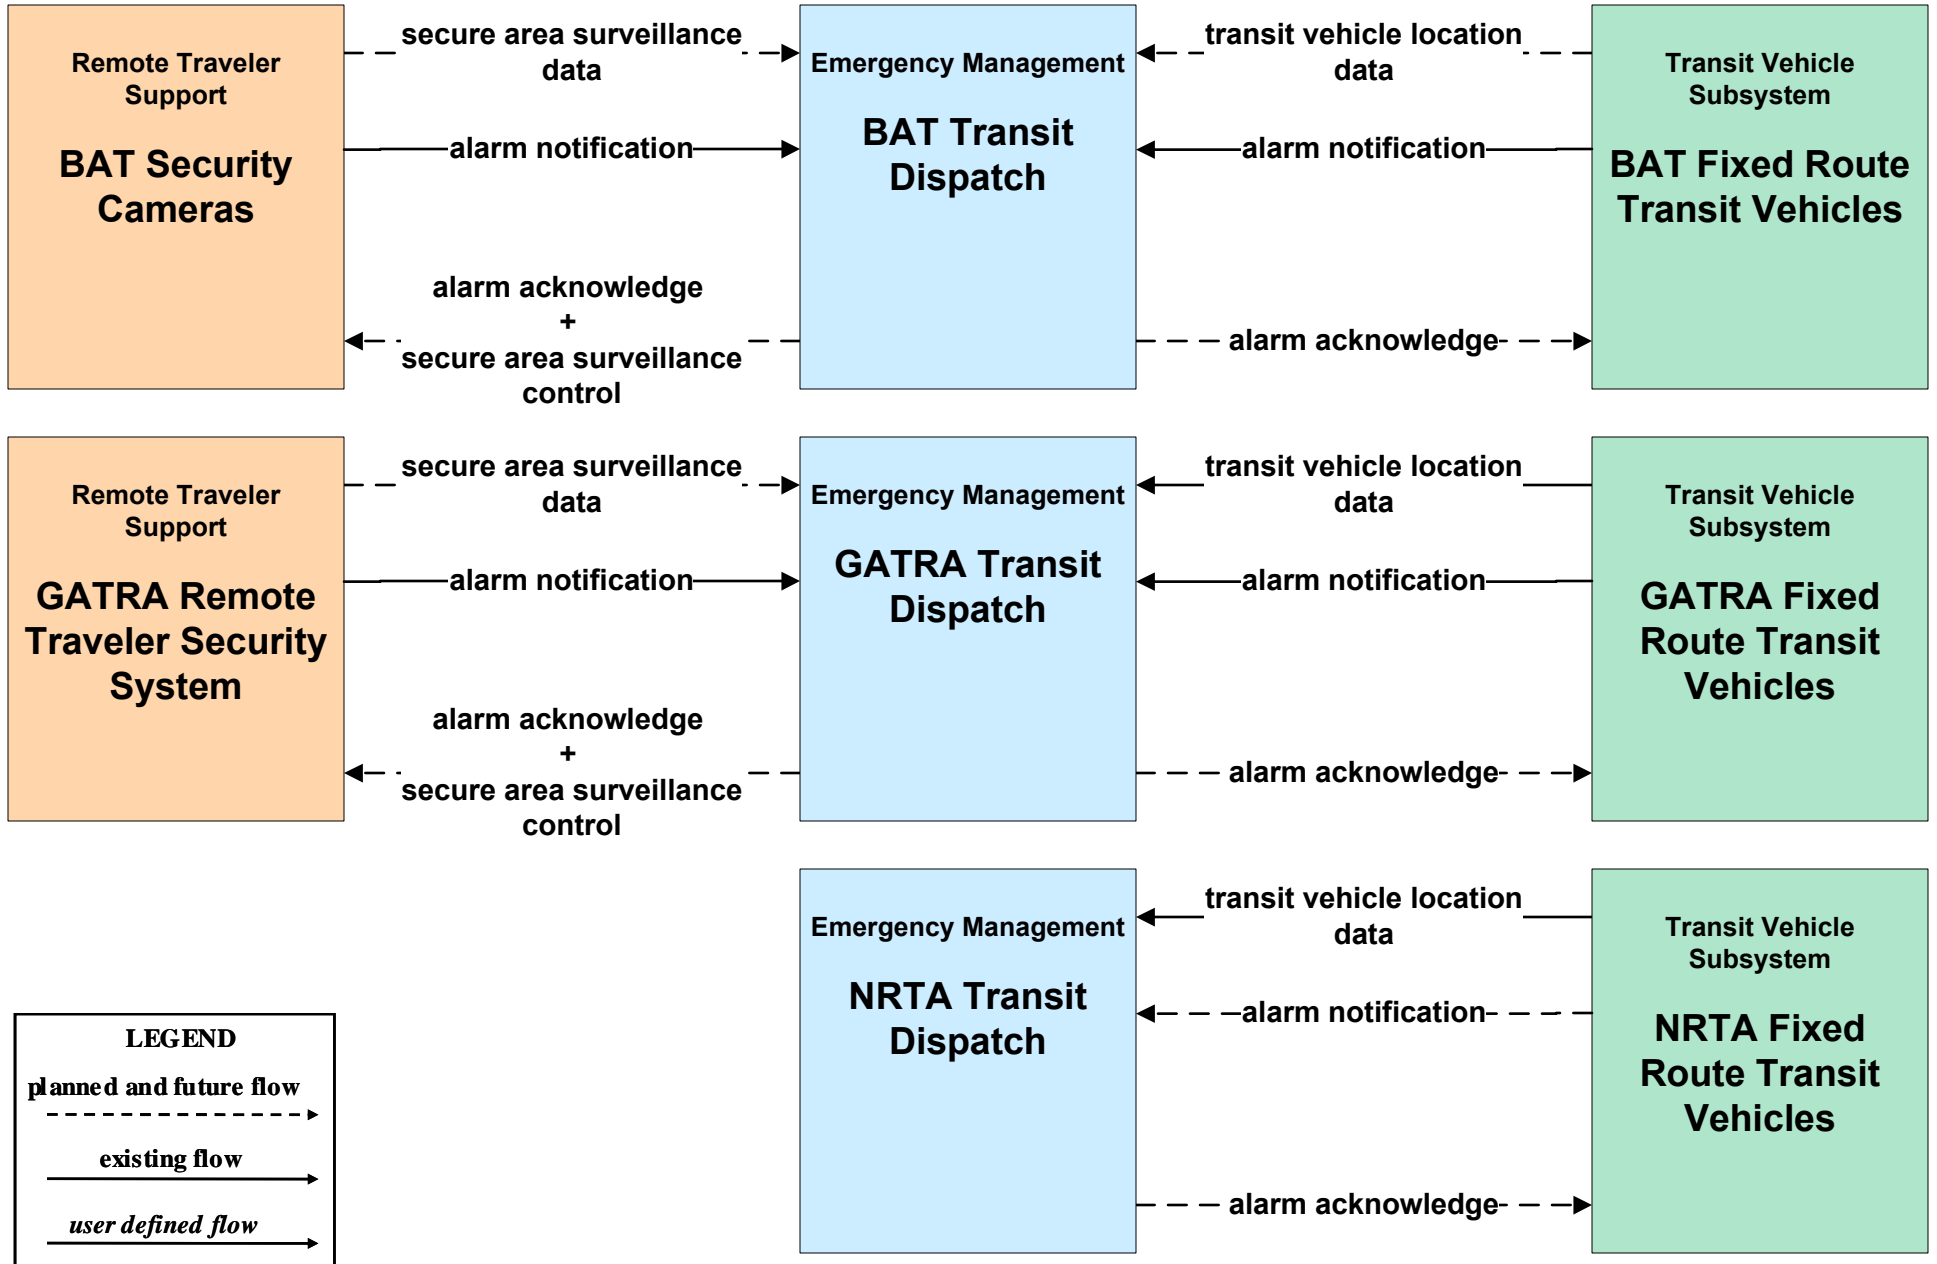 Remote Traveler
Support
BAT Security
Cameras
secure area surveillance
data
alarm notification
alarm acknowledge
+
secure area surveillance
control
Emergency Management
BAT Transit
Dispatch
transit vehicle location
data
alarm notification
alarm acknowledge
Transit Vehicle
Subsystem
BAT Fixed Route
Transit Vehicles
Remote Traveler
Support
GATRA Remote
Traveler Security
System
secure area surveillance
data
alarm notification
alarm acknowledge
+
secure area surveillance
control
Emergency Management
GATRA Transit
Dispatch
transit vehicle location
data
alarm notification
alarm acknowledge
Transit Vehicle
Subsystem
GATRA Fixed
Route Transit
Vehicles
Emergency Management
NRTA Transit
Dispatch
transit vehicle location
data
alarm notification
alarm acknowledge
Transit Vehicle
Subsystem
NRTA Fixed
Route Transit
Vehicles
LEGEND
planned and future flow
existing flow
user defined flow